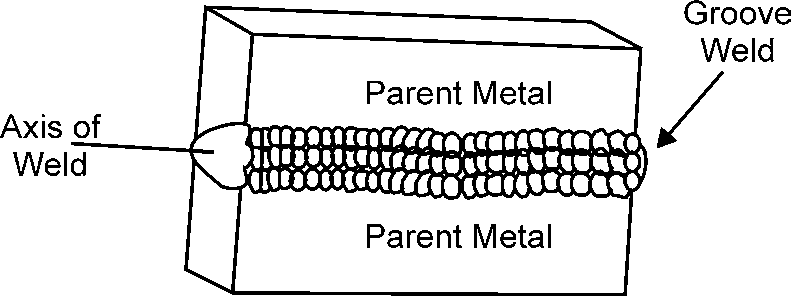 Groove
Weld
Parent Metal
Axis of
Weld
Parent Metal